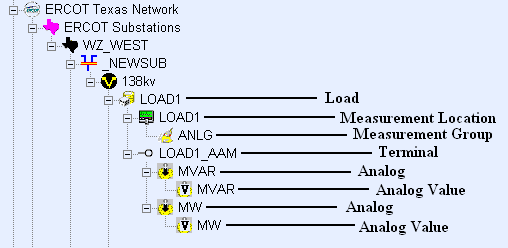 ERCOT Texas Network
ERCOT Substations
WZ_WEST
_NEWSUB
138kv
LOAD1 Load
LOAD1 Measurement Location
ANLG Measurement Group
LOAD1_AAM Terminal
MVAR Analog
MVAR Analog Value
MW Analog
MW Analog Value